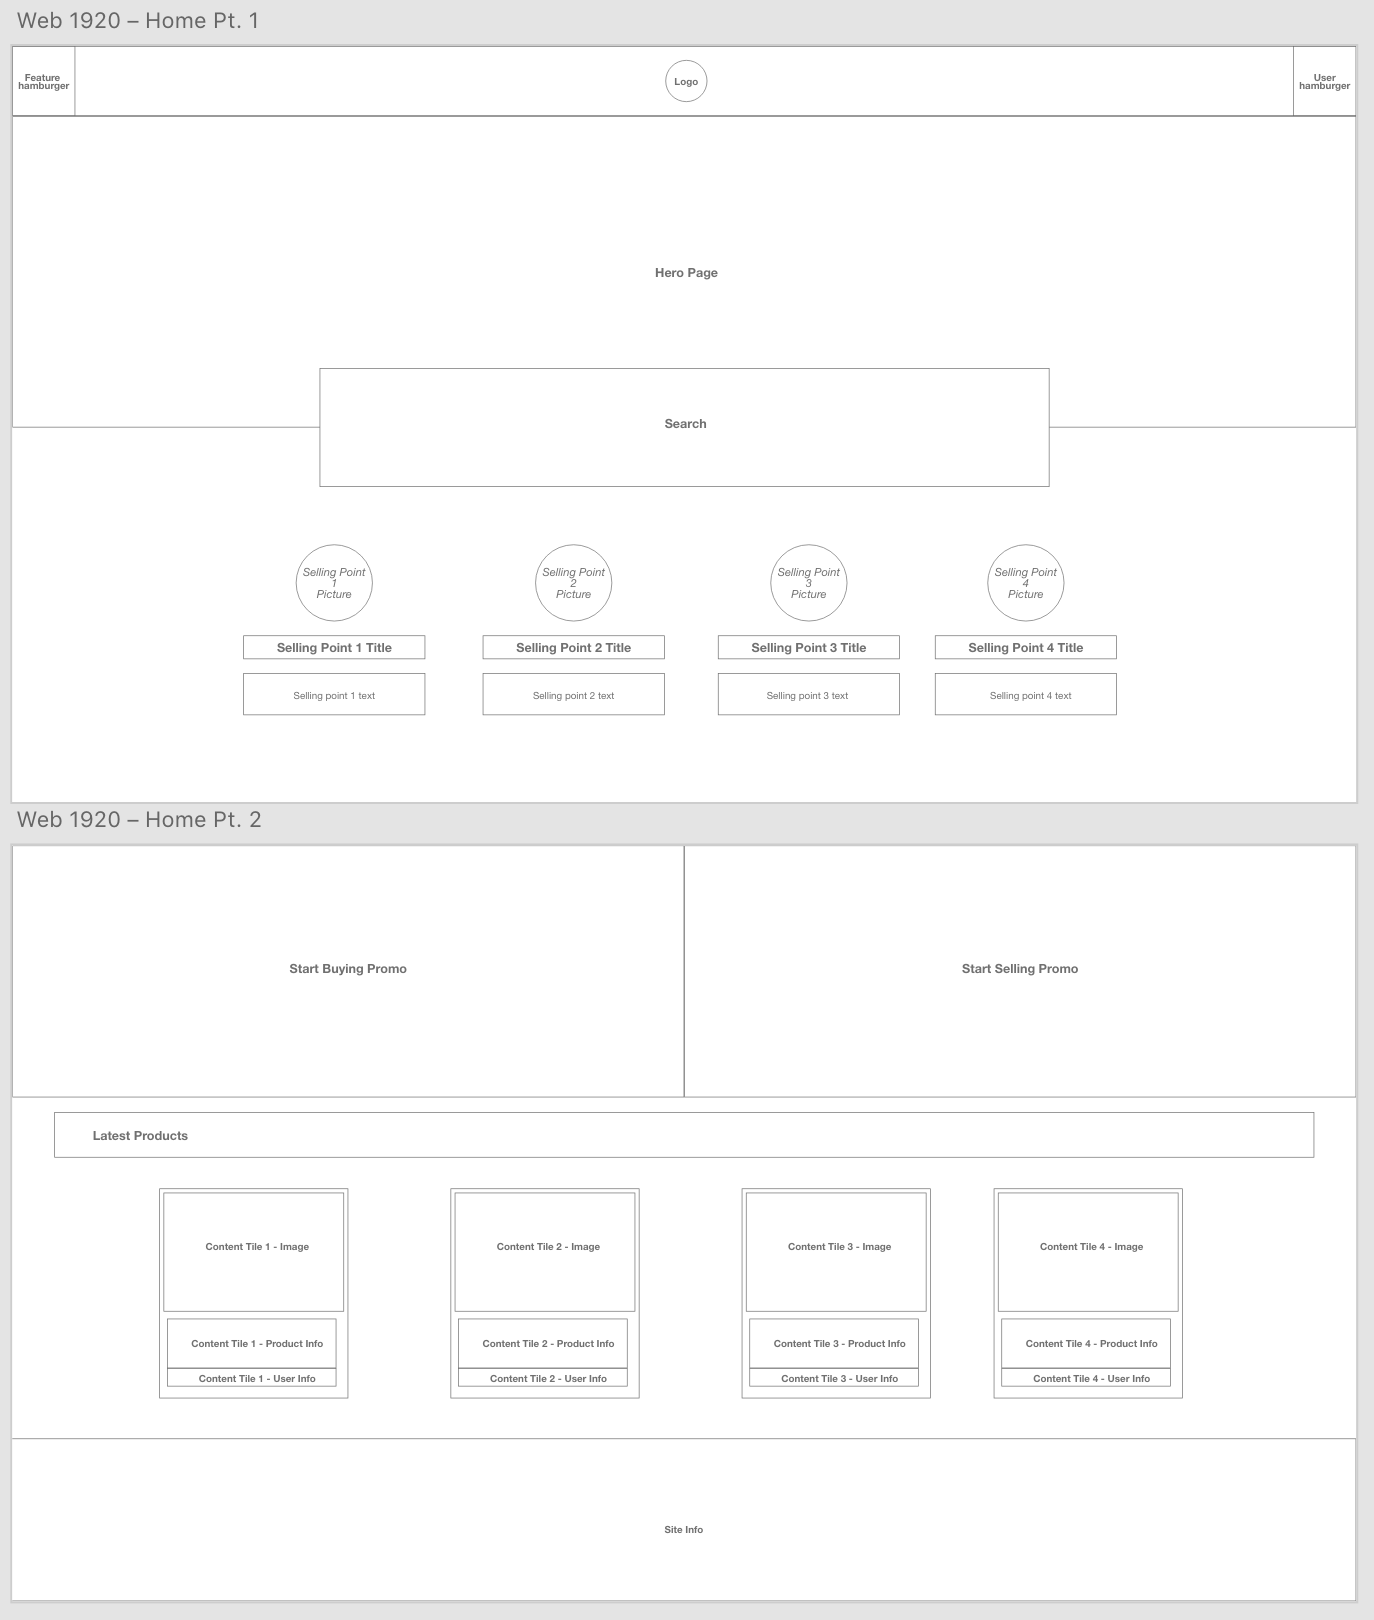 Web 1920 – Home Pt. 1
Feature
hamburger
Logo
User
hamburger
Hero Page
Search
Selling Point
1
Picture
Selling Point
2
Picture
Selling Point
3
Picture
Selling Point
4
Picture
Selling Point 1 Title
Selling Point 2 Title
Selling Point 3 Title
Selling Point 4 Title
Selling point 1 text
Selling point 2 text
Selling point 3 text
Selling point 4 text
Web 1920 – Home Pt. 2
Start Buying Promo
Start Selling Promo
Latest Products
Content Tile 1 - Image
Content Tile 2 - Image
Content Tile 3 - Image
Content Tile 4 - Image
Content Tile 1 - Product Info
Content Tile 2 - Product Info
Content Tile 3 - Product Info
Content Tile 4 - Product Info
Content Tile 1 - User Info
Content Tile 2 - User Info
Content Tile 3 - User Info
Content Tile 4 - User Info
Site Info